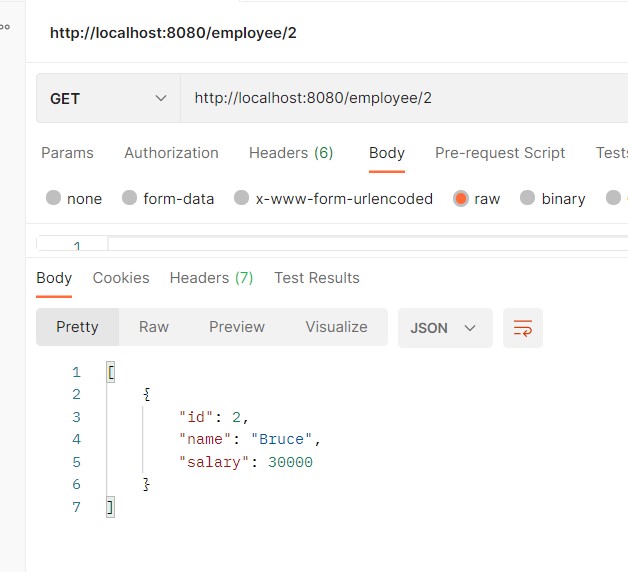 http://localhost:8080/employee/2
GET http://localhost:8080/employee/2
Params Authorization Headers (6) Body Pre-request Script Tests
none form-data x-www-form-urlencoded raw binary
1
Body Cookies Headers (7) Test Results
Pretty Raw Preview Visualize JSON
1 [
2 {
3 "id": 2,
4 "name": "Bruce",
5 "salary": 30000
6 }
7 ]